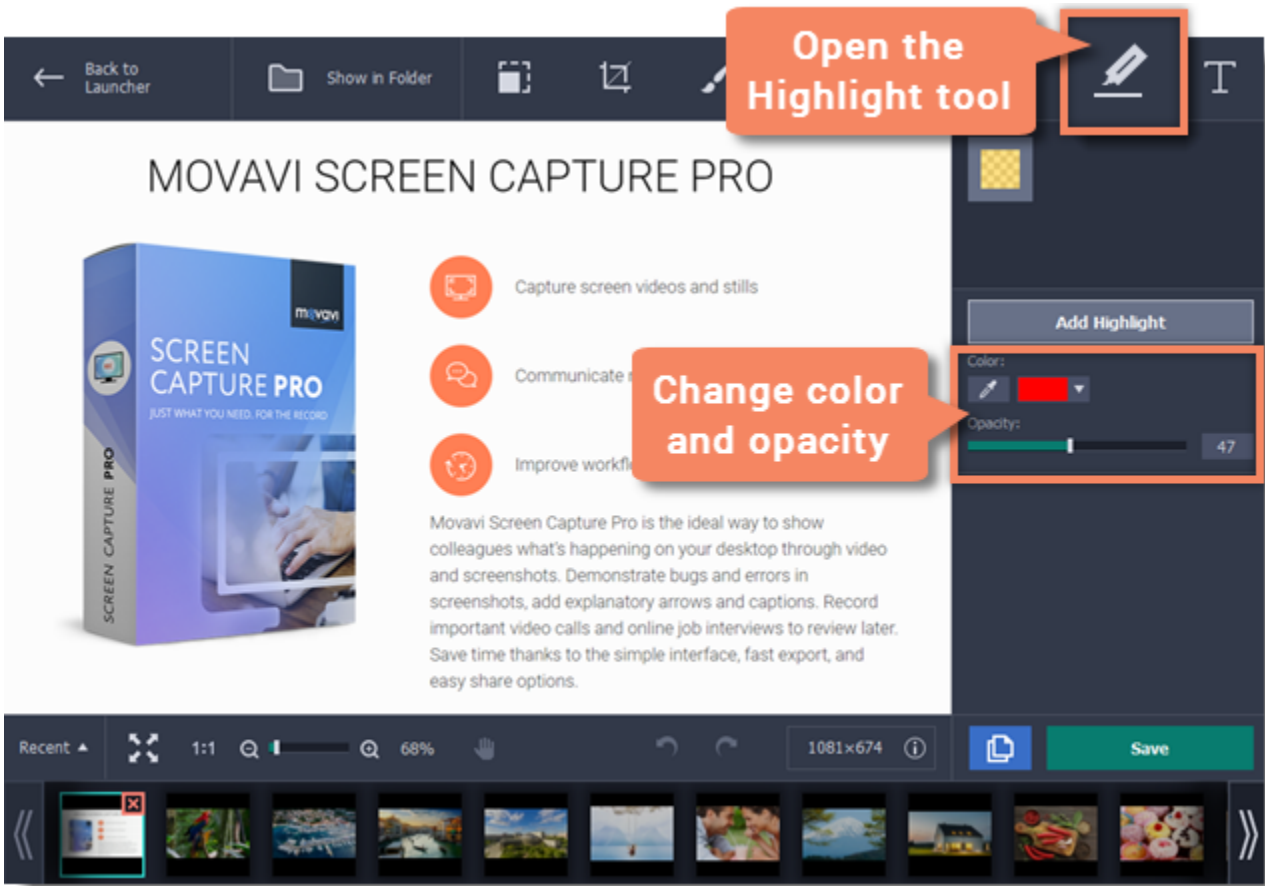 Open the
Highlight tool
Back to
Launcher
Show in Folder
T
MOVAVI SCREEN CAPTURE PRO
Capture screen videos and stills
movavi
SCREEN
CAPTURE PRO
JUST WHAT YOU NEED. FOR THE RECORD
SCREEN CAPTURE PRO
Communicate
Improve
Change color
and opacity
Add Highlight
Color:
Opacity:
47
Movavi Screen Capture Pro is the ideal way to show
colleagues what's happening on your desktop through video
and screenshots. Demonstrate bugs and errors in
screenshots, add explanatory arrows and captions. Record
important video calls and online job interviews to review later.
Save time thanks to the simple interface, fast export, and
easy share options.
Recent
1:1
68%
1081×674
Save